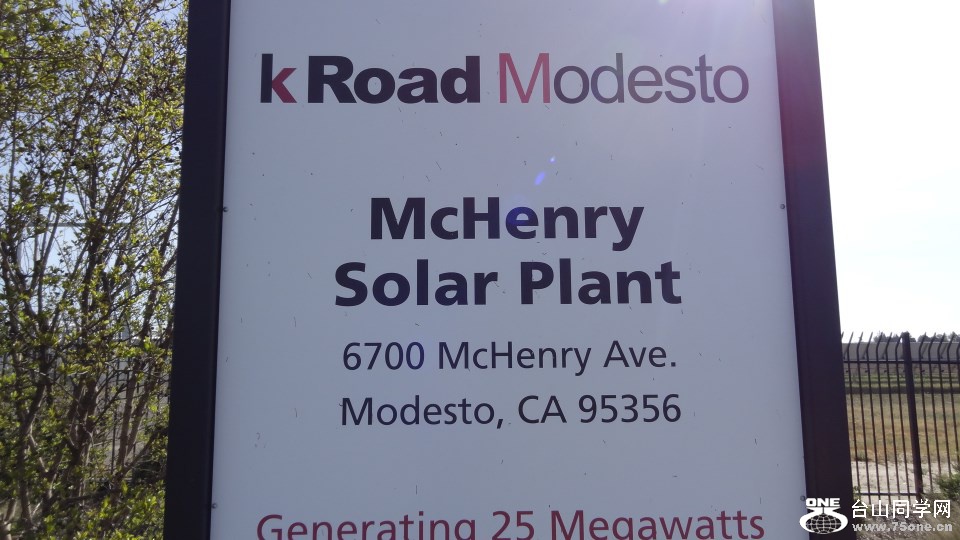 k Road Modesto
McHenry
Solar Plant
6700 McHenry Ave.
Modesto, CA 95356
Generating 25 Megawatts
ONE 台山同学网
www.75one.cn